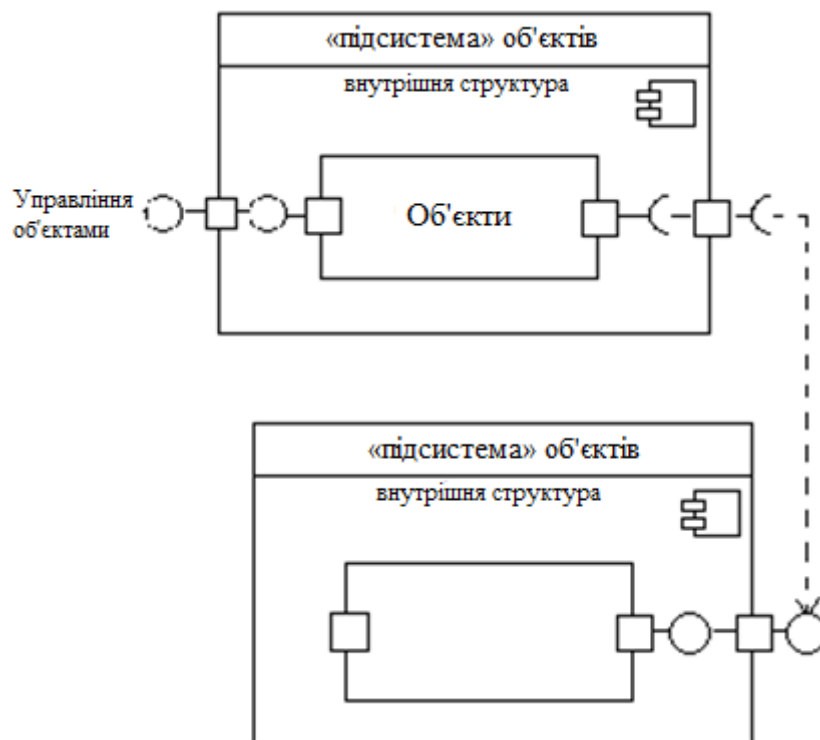 «підсистема» об'єктів
внутрішня структура
Управління
об'єктами
Об'єкти
«підсистема» об'єктів
внутрішня структура